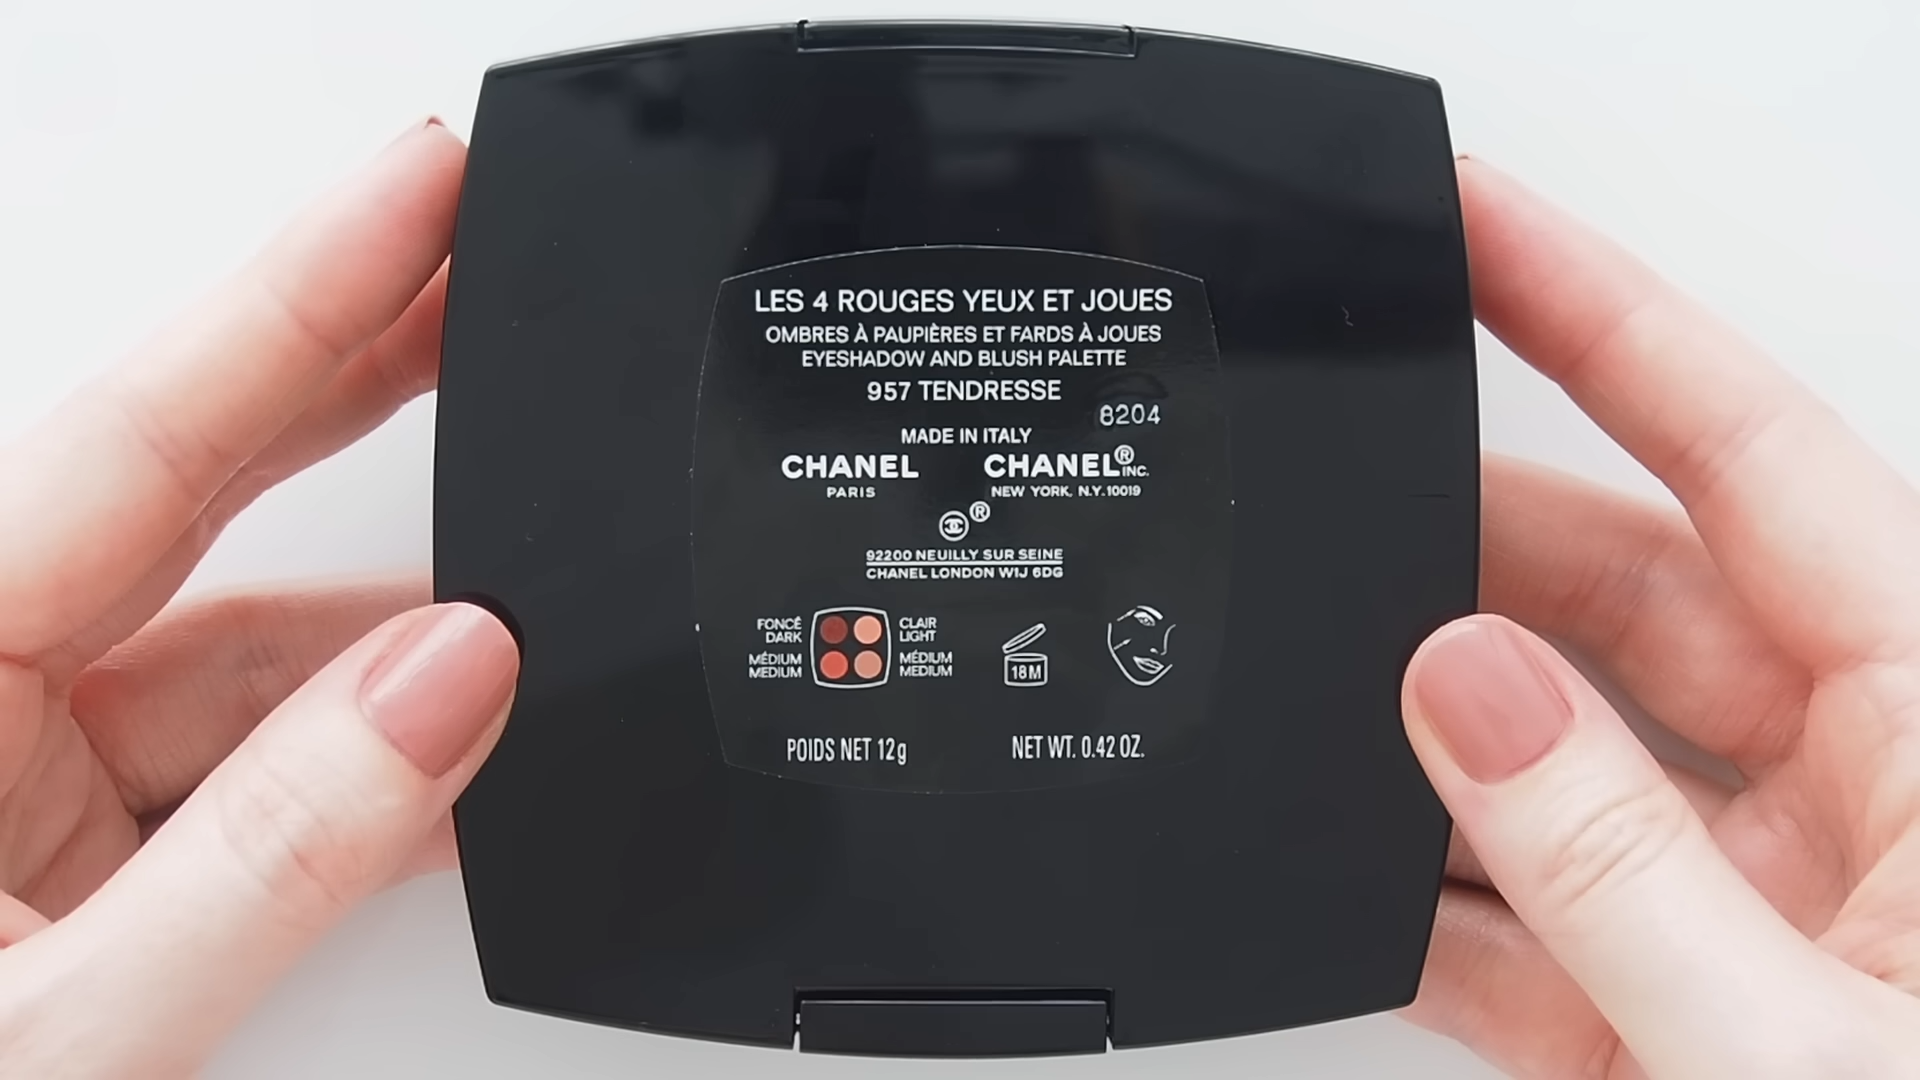 LES 4 ROUGES YEUX ET JOUES
OMBRES À PAUPIÈRES ET FARDS À JOUES
EYESHADOW AND BLUSH PALETTE
957 TENDRESSE
8204
MADE IN ITALY
CHANEL CHANEL® INC.
PARIS NEW YORK, N.Y. 10019
®
92200 NEUILLY SUR SEINE
CHANEL LONDON W1J 6DG
FONCÉ CLAIR
DARK LIGHT
MÉDIUM MÉDIUM
MEDIUM MEDIUM
18M
POIDS NET 12g NET WT. 0.42 OZ.